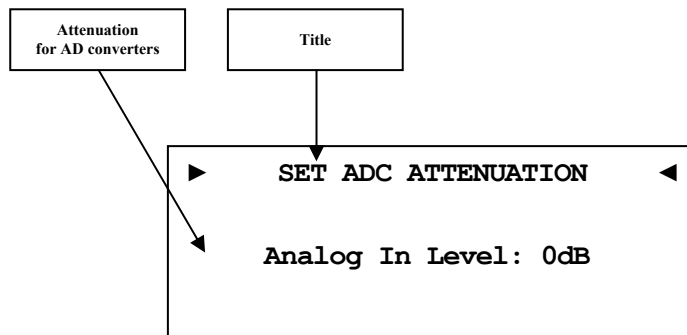 Attenuation
for AD converters
Title
► SET ADC ATTENUATION ◄
Analog In Level: 0dB